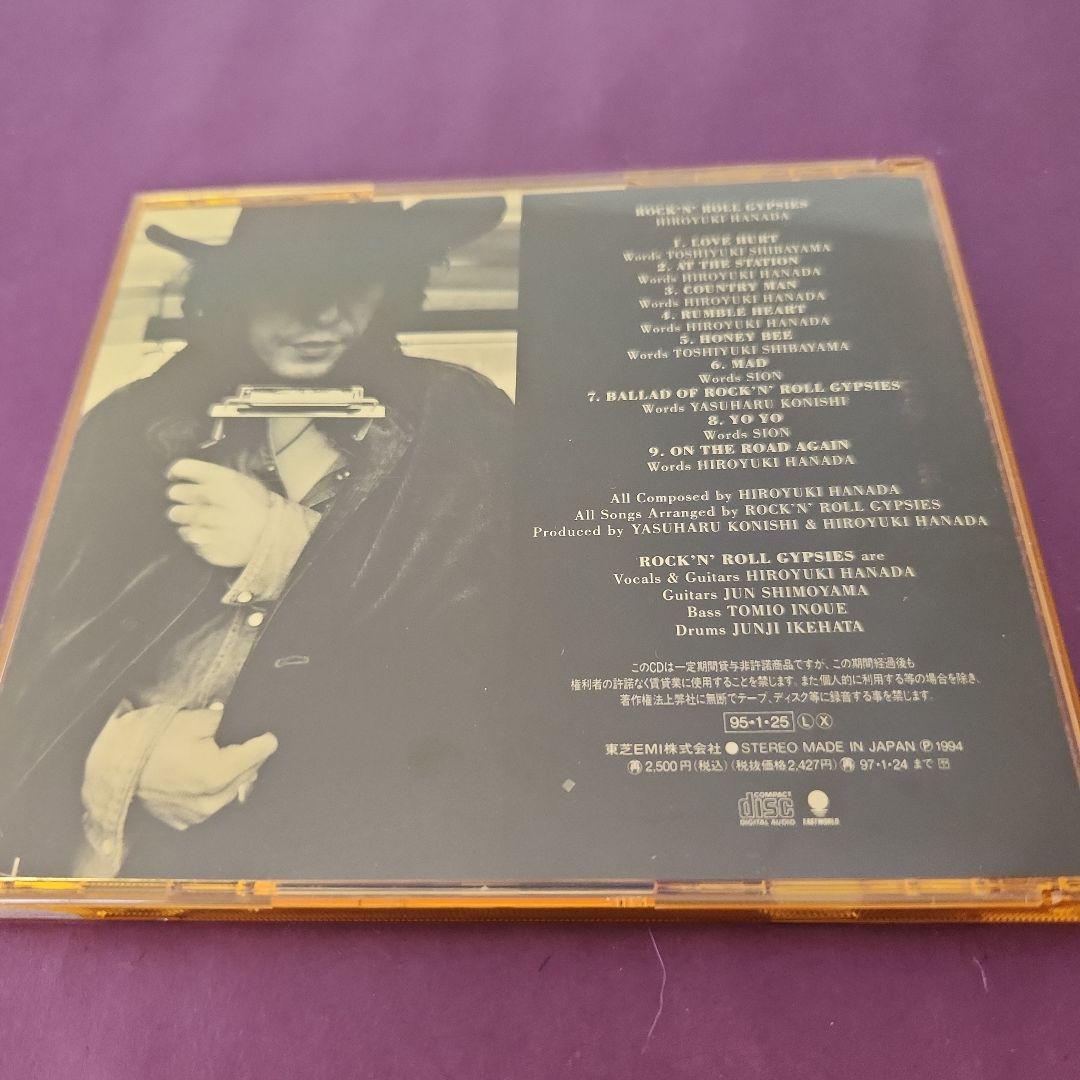 ROCK'N' ROLL GYPSIES
HIROYUKI HANADA
1. LOVE HURT
Words TOSHIYUKI SHIBAYAMA
2. AT THE STATION
Words HIROYUKI HANADA
3. COUNTRY MAN
Words HIROYUKI HANADA
4. RUMBLE HEART
Words HIROYUKI HANADA
5. HONEY BEE
Words TOSHIYUKI SHIBAYAMA
6. MAD
Words SION
7. BALLAD OF ROCK'N' ROLL GYPSIES
Words YASUHARU KONISHI
8. YO YO
Words SION
9. ON THE ROAD AGAIN
Words HIROYUKI HANADA
All Composed by HIROYUKI HANADA
All Songs Arranged by ROCK'N' ROLL GYPSIES
Produced by YASUHARU KONISHI & HIROYUKI HANADA
ROCK'N' ROLL GYPSIES are
Vocals & Guitars HIROYUKI HANADA
Guitars JUN SHIMOYAMA
Bass TOMIO INOUE
Drums JUNJI IKEHATA
このCDは一定期間貸与非許諾商品ですが、この期間経過後も
権利者の許諾なく賃貸業に使用することを禁じます。また個人的に利用する等の場合を除き、
著作権法上弊社に無断でテープ、ディスク等に録音する事を禁じます。
95•1•25 Ⓛ Ⓧ
東芝EMI株式会社 ● STEREO MADE IN JAPAN Ⓟ 1994
㊢ 2,500円(税込)(税抜価格2,427円) 97•1•24 まで
COMPACT
disc
DIGITAL AUDIO
EASTWORLD